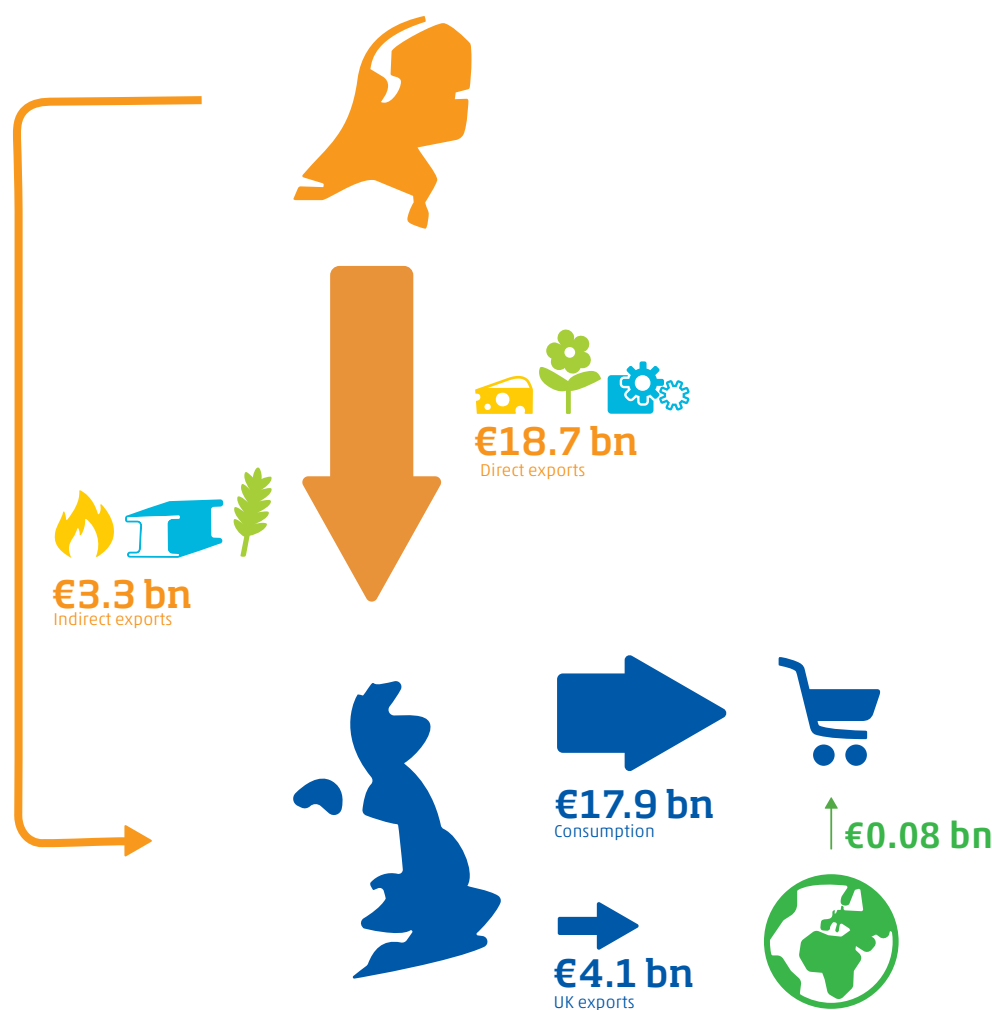 €18.7 bn
Direct exports
€3.3 bn
Indirect exports
€17.9 bn
Consumption
€0.08 bn
€4.1 bn
UK exports